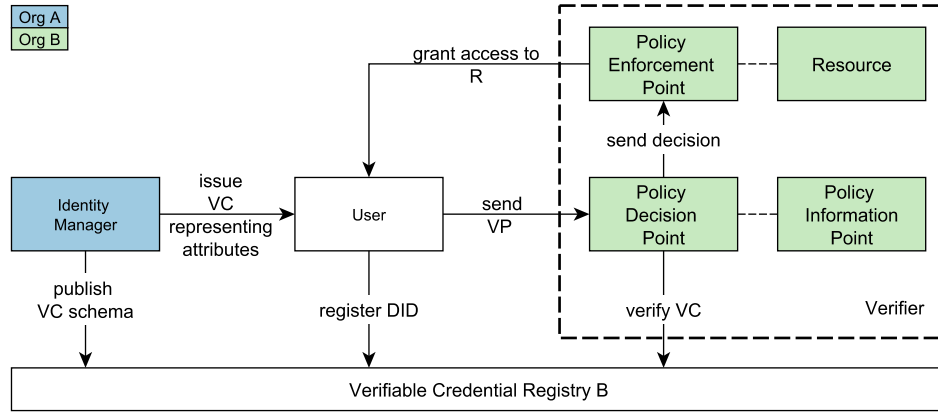 Org A
Org B
grant access to
R
Policy
Enforcement
Point
Resource
send decision
Identity
Manager
issue
VC
representing
attributes
User
send
VP
Policy
Decision
Point
Policy
Information
Point
publish
VC schema
register DID
verify VC
Verifier
Verifiable Credential Registry B